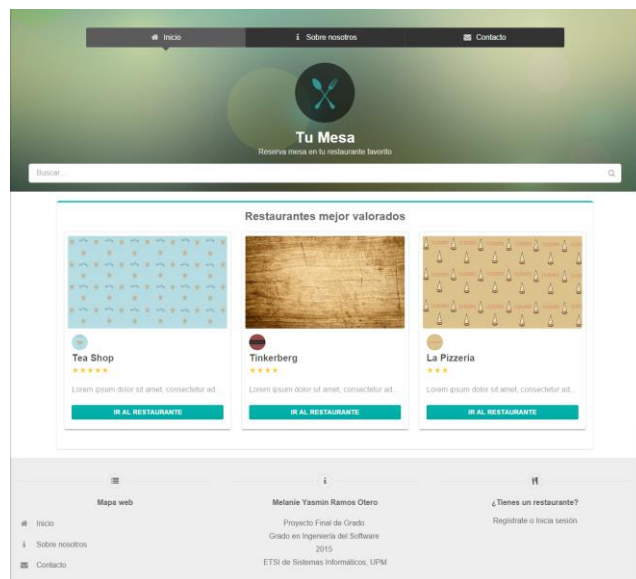 Inicio
Sobre nosotros
Contacto
Tu Mesa
Reserva mesa en tu restaurante favorito
Buscar...
Restaurantes mejor valorados
Tea Shop
Lorem ipsum dolor sit amet, consectetur ad...
IR AL RESTAURANTE
Tinkerberg
Lorem ipsum dolor sit amet, consectetur ad...
IR AL RESTAURANTE
La Pizzeria
Lorem ipsum dolor sit amet, consectetur ad...
IR AL RESTAURANTE
Mapa web
Inicio
Sobre nosotros
Contacto
Melanie Yasmin Ramos Otero
Proyecto Final de Grado
Grado en Ingeniería del Software
2015
ETSI de Sistemas Informáticos, UPM
¿Tienes un restaurante?
Regístrate o Inicia sesión